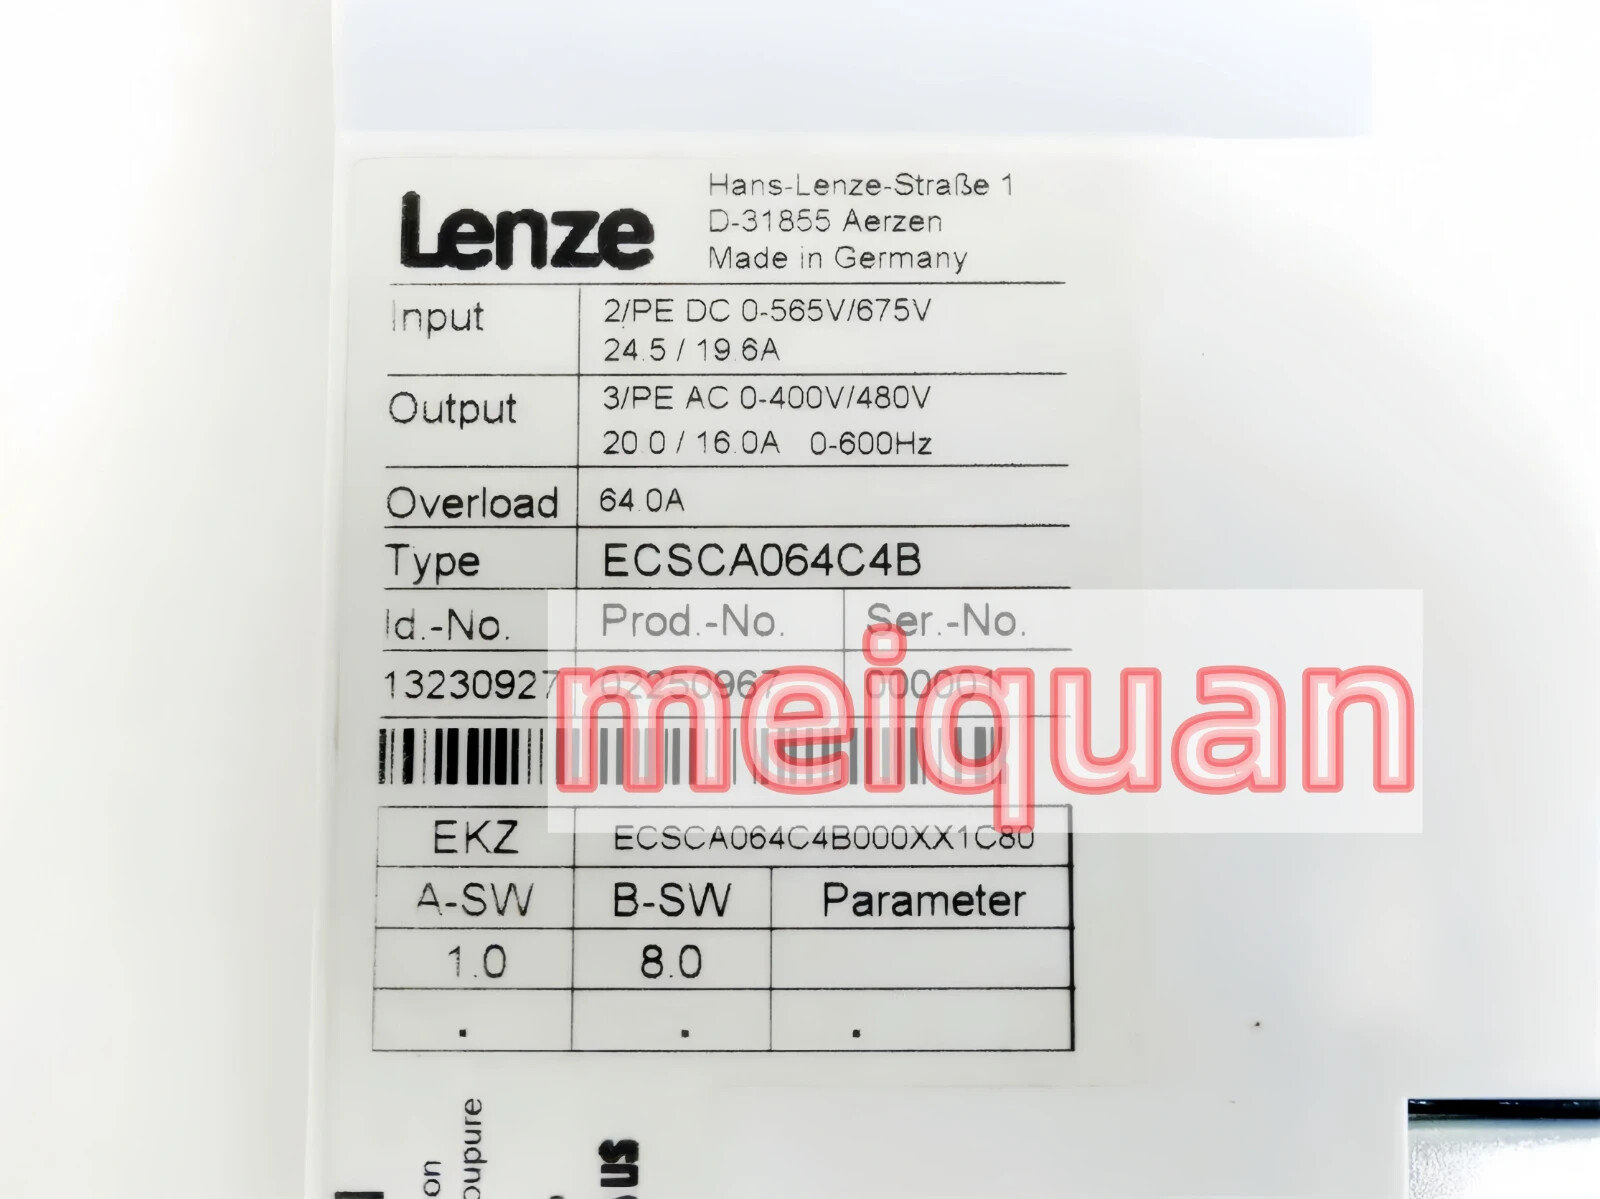 Lenze
Hans-Lenze-Straße 1
D-31855 Aerzen
Made in Germany
Input
2/PE DC 0-565V/675V
24.5 / 19.6A
Output
3/PE AC 0-400V/480V
20.0 / 16.0A 0-600Hz
Overload 64.0A
Type ECSCA064C4B
Id.-No. Prod.-No. Ser.-No.
13230927 02250967
meiquan
EKZ ECSCA064C4B000XX1C80
A-SW B-SW Parameter
1.0 8.0
. . .